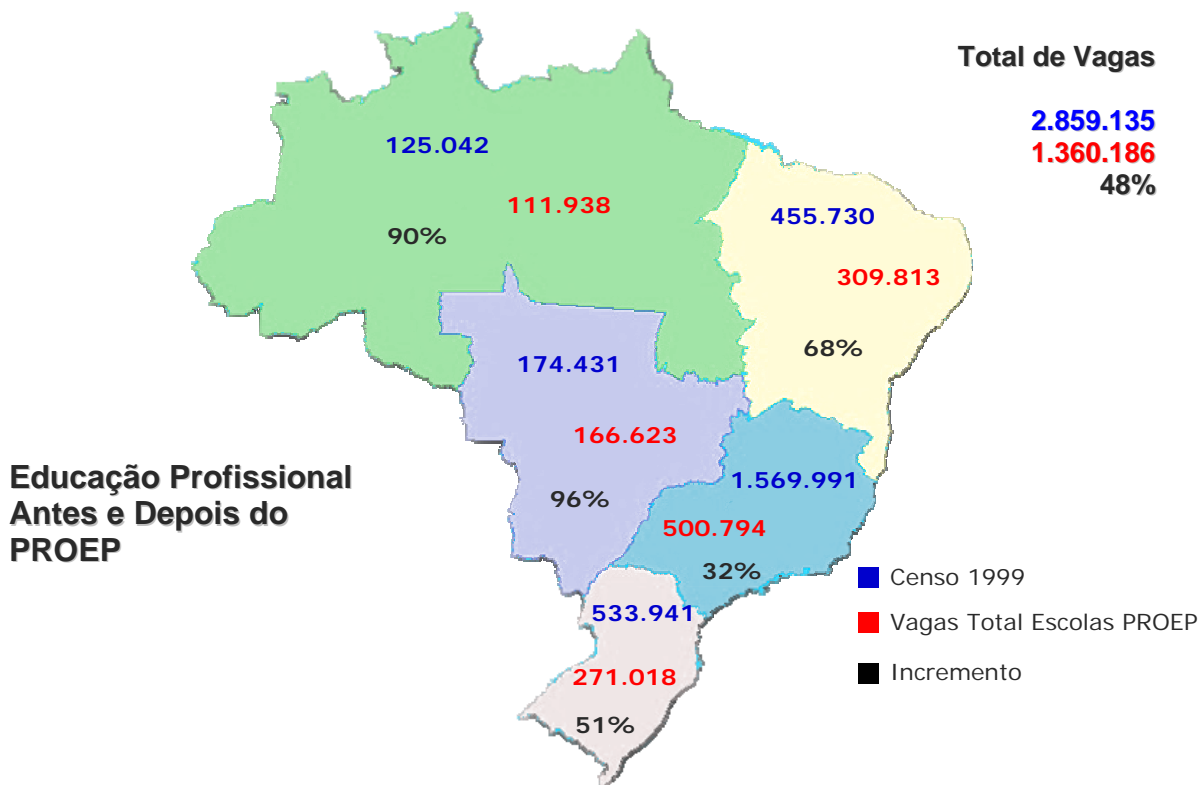 Total de Vagas
2.859.135
1.360.186
48%
125.042
111.938
90%
455.730
309.813
68%
174.431
166.623
96%
1.569.991
500.794
32%
533.941
271.018
51%
Educação Profissional
Antes e Depois do
PROEP
Censo 1999
Vagas Total Escolas PROEP
Incremento